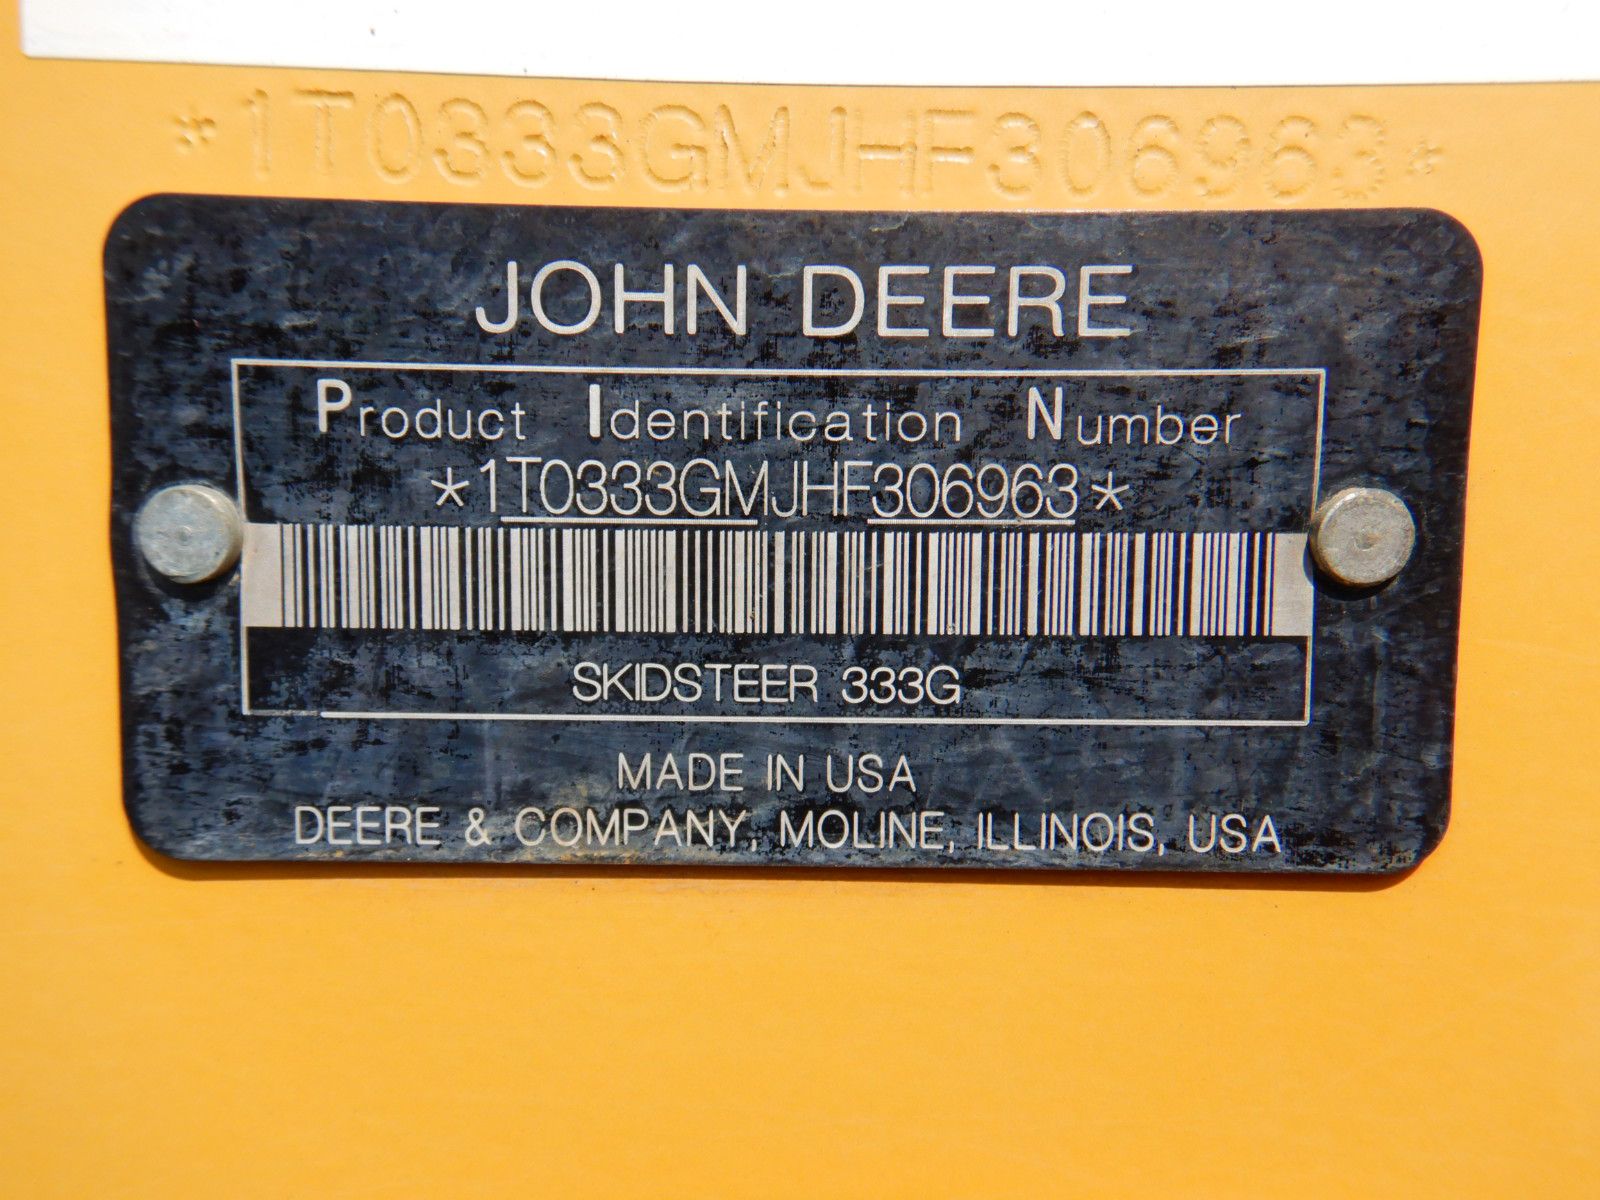 *1T0333GMJHF306963*
JOHN DEERE
Product Identification Number
*1T0333GMJHF306963*
SKIDSTEER 333G
MADE IN USA
DEERE & COMPANY, MOLINE, ILLINOIS, USA